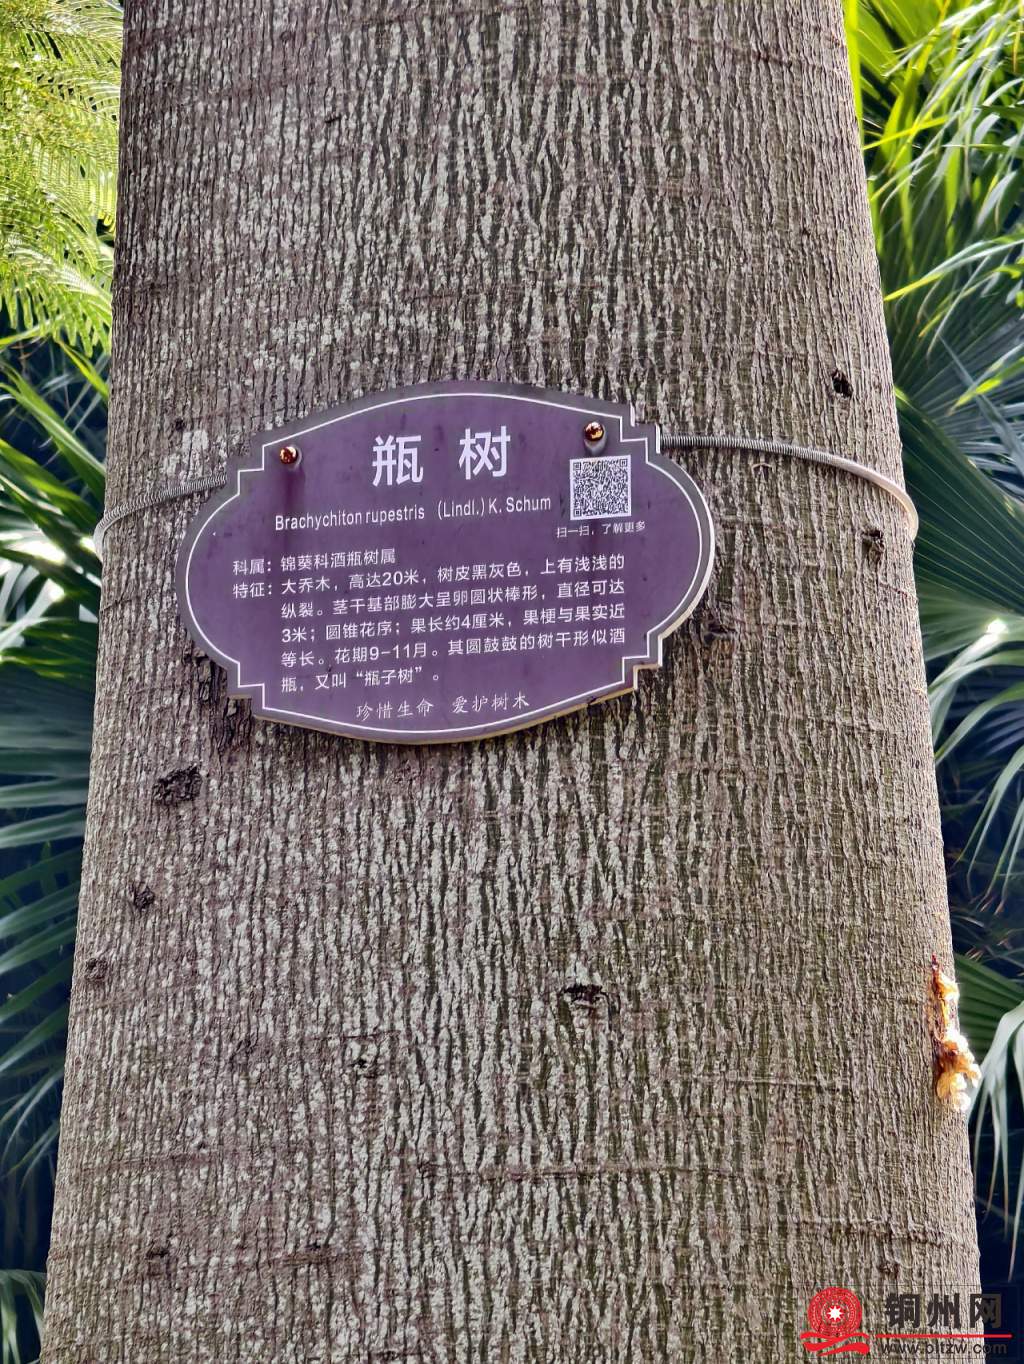 瓶 树
Brachychiton rupestris （Lindl.) K. Schum
扫一扫，了解更多
科属：锦葵科酒瓶树属
特征：大乔木，高达20米，树皮黑灰色，上有浅浅的
纵裂。茎干基部膨大呈卵圆状棒形，直径可达
3米；圆锥花序；果长约4厘米，果梗与果实近
等长。花期9-11月。其圆鼓鼓的树干形似酒
瓶，又叫“瓶子树”。
珍惜生命 爱护树木
铜州网
www.bltzw.com